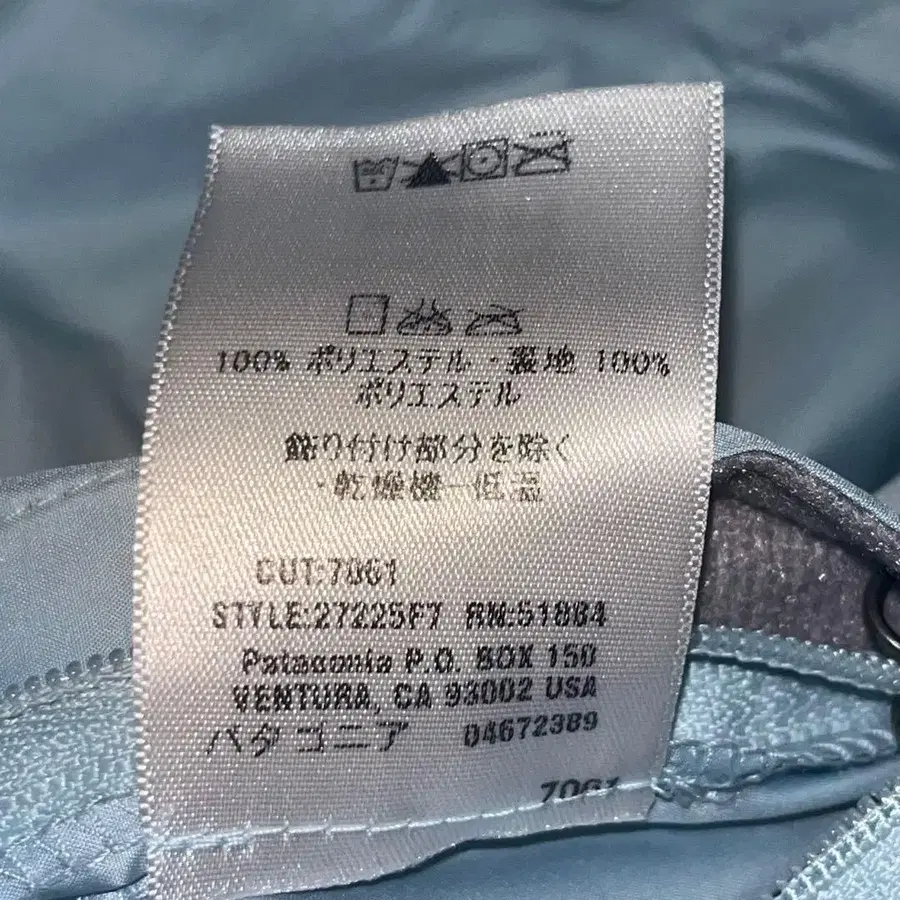 100% ポリエステル・裏地 100%
ポリエステル
飾り付け部分を除く
・乾燥機ー低温
CUT:7061
STYLE:27225F7 RN:51884
Patagonia P.O. BOX 150
VENTURA, CA 93002 USA
パタゴニア 04672389
7061